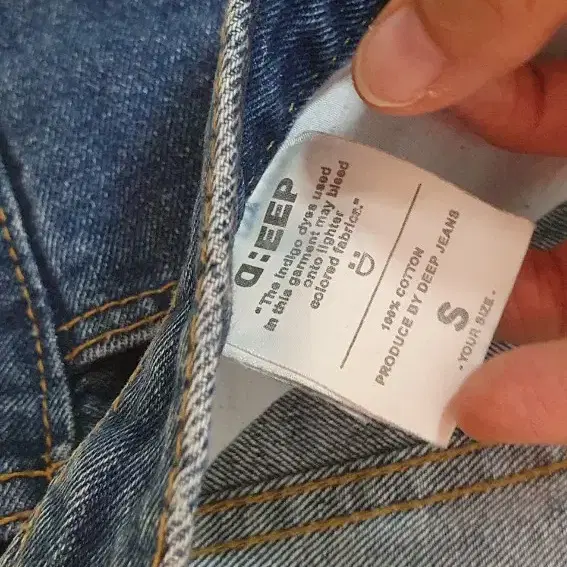 D:EEP
"The indigo dyes used
in this garment may bleed
onto lighter
colored fabrics."
100% COTTON
PRODUCE BY DEEP JEANS
S
- YOUR SIZE -